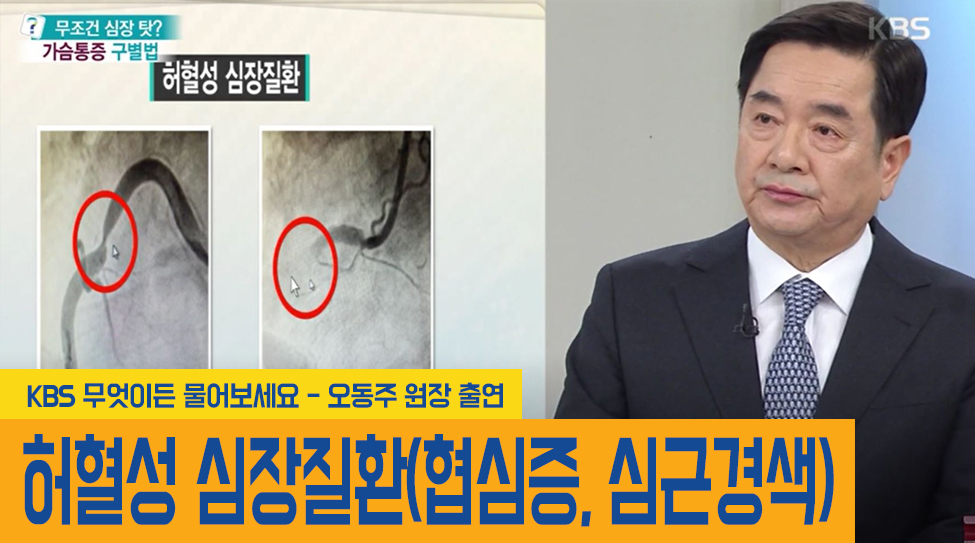 무조건 심장 탓?
가슴통증 구별법
허혈성 심장질환
KBS
KBS 무엇이든 물어보세요 - 오동주 원장 출연
허혈성 심장질환(협심증, 심근경색)